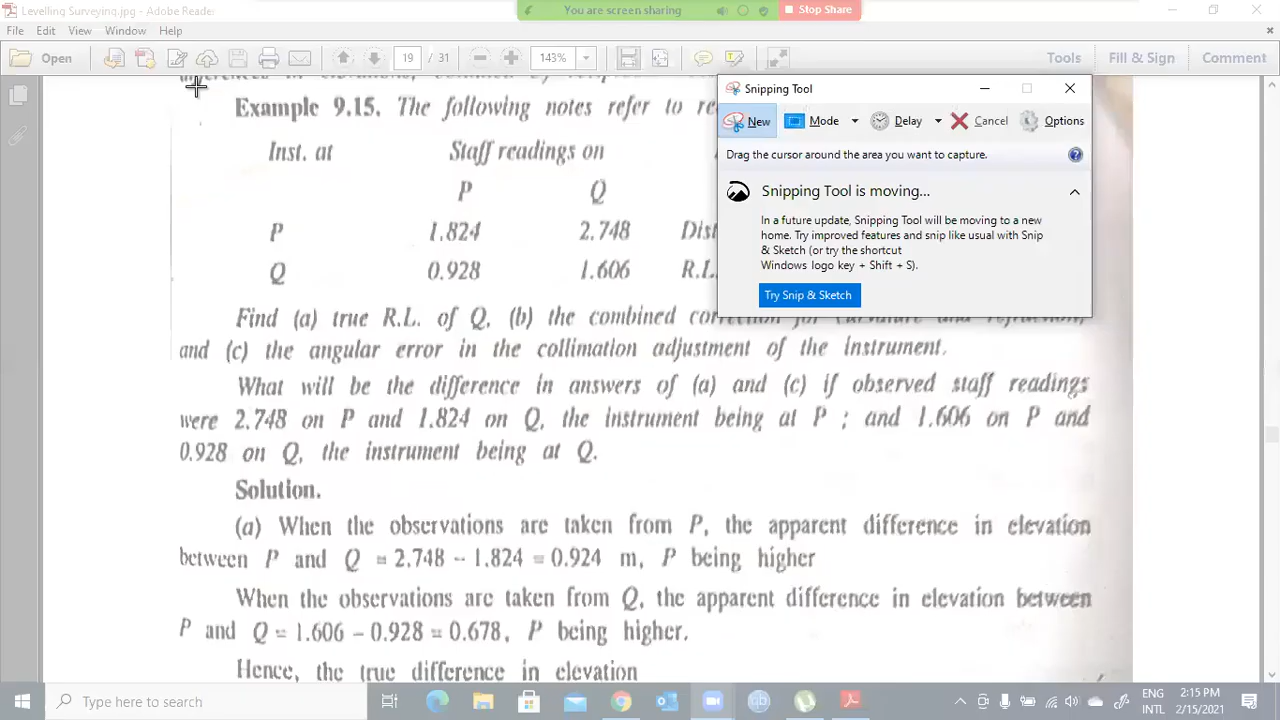 Levelling Surveying.jpg - Adobe Reader
You are screen sharing
Stop Share
File Edit View Window Help
Open 19 / 31 143% Tools Fill & Sign Comment
Example 9.15. The following notes refer to re
Inst. at Staff readings on
P Q
P 1.824 2.748 Dist
Q 0.928 1.606 R.L.
Find (a) true R.L. of Q, (b) the combined correction for curvature and refraction,
and (c) the angular error in the collimation adjustment of the instrument.
What will be the difference in answers of (a) and (c) if observed staff readings
were 2.748 on P and 1.824 on Q, the instrument being at P ; and 1.606 on P and
0.928 on Q, the instrument being at Q.
Solution.
(a) When the observations are taken from P, the apparent difference in elevation
between P and Q = 2.748 - 1.824 = 0.924 m, P being higher
When the observations are taken from Q, the apparent difference in elevation between
P and Q = 1.606 - 0.928 = 0.678, P being higher.
Hence, the true difference in elevation
Snipping Tool
New Mode Delay Cancel Options
Drag the cursor around the area you want to capture.
Snipping Tool is moving...
In a future update, Snipping Tool will be moving to a new
home. Try improved features and snip like usual with Snip
& Sketch (or try the shortcut
Windows logo key + Shift + S).
Try Snip & Sketch
Type here to search
ENG
INTL
2:15 PM
2/15/2021